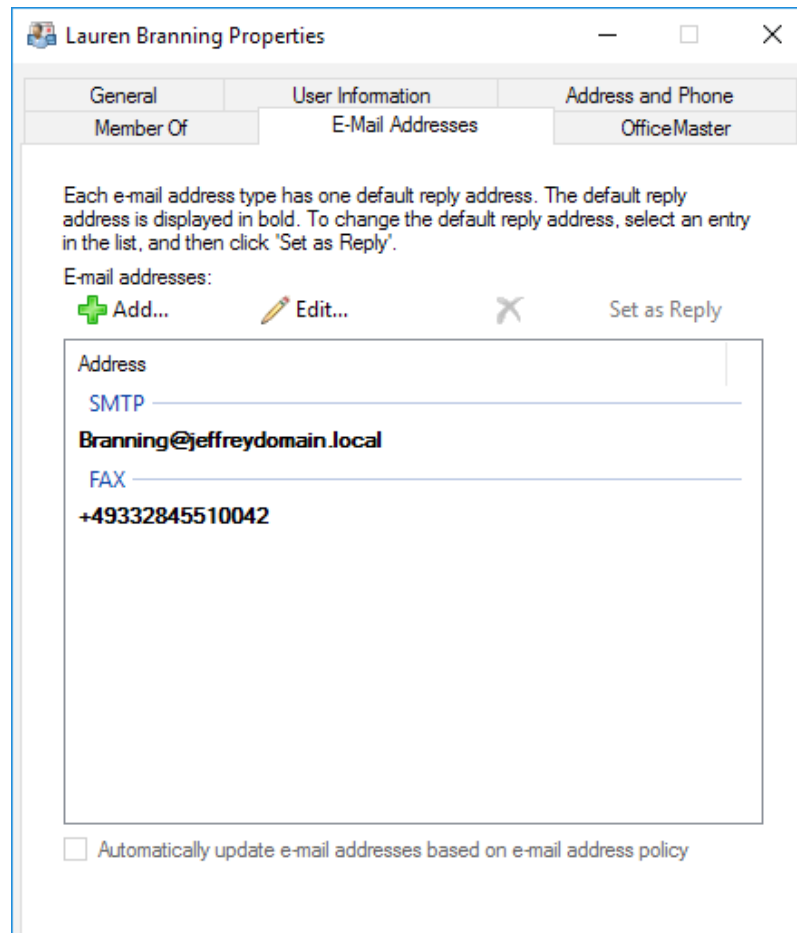 Lauren Branning Properties
General User Information Address and Phone
Member Of E-Mail Addresses OfficeMaster
Each e-mail address type has one default reply address. The default reply
address is displayed in bold. To change the default reply address, select an entry
in the list, and then click 'Set as Reply'.
E-mail addresses:
Add... Edit... Set as Reply
Address
SMTP
Branning@jeffreydomain.local
FAX
+49332845510042
Automatically update e-mail addresses based on e-mail address policy